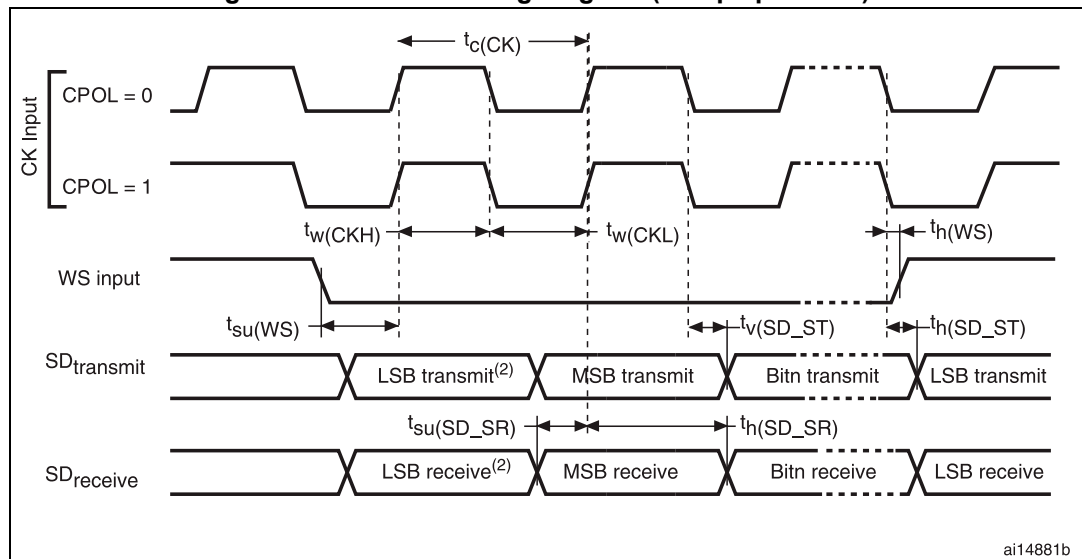 tc(CK)
CK Input
CPOL = 0
CPOL = 1
tw(CKH)
tw(CKL)
th(WS)
WS input
tsu(WS)
tv(SD_ST)
th(SD_ST)
SDtransmit
LSB transmit(2)
MSB transmit
Bitn transmit
LSB transmit
tsu(SD_SR)
th(SD_SR)
SDreceive
LSB receive(2)
MSB receive
Bitn receive
LSB receive
ai14881b